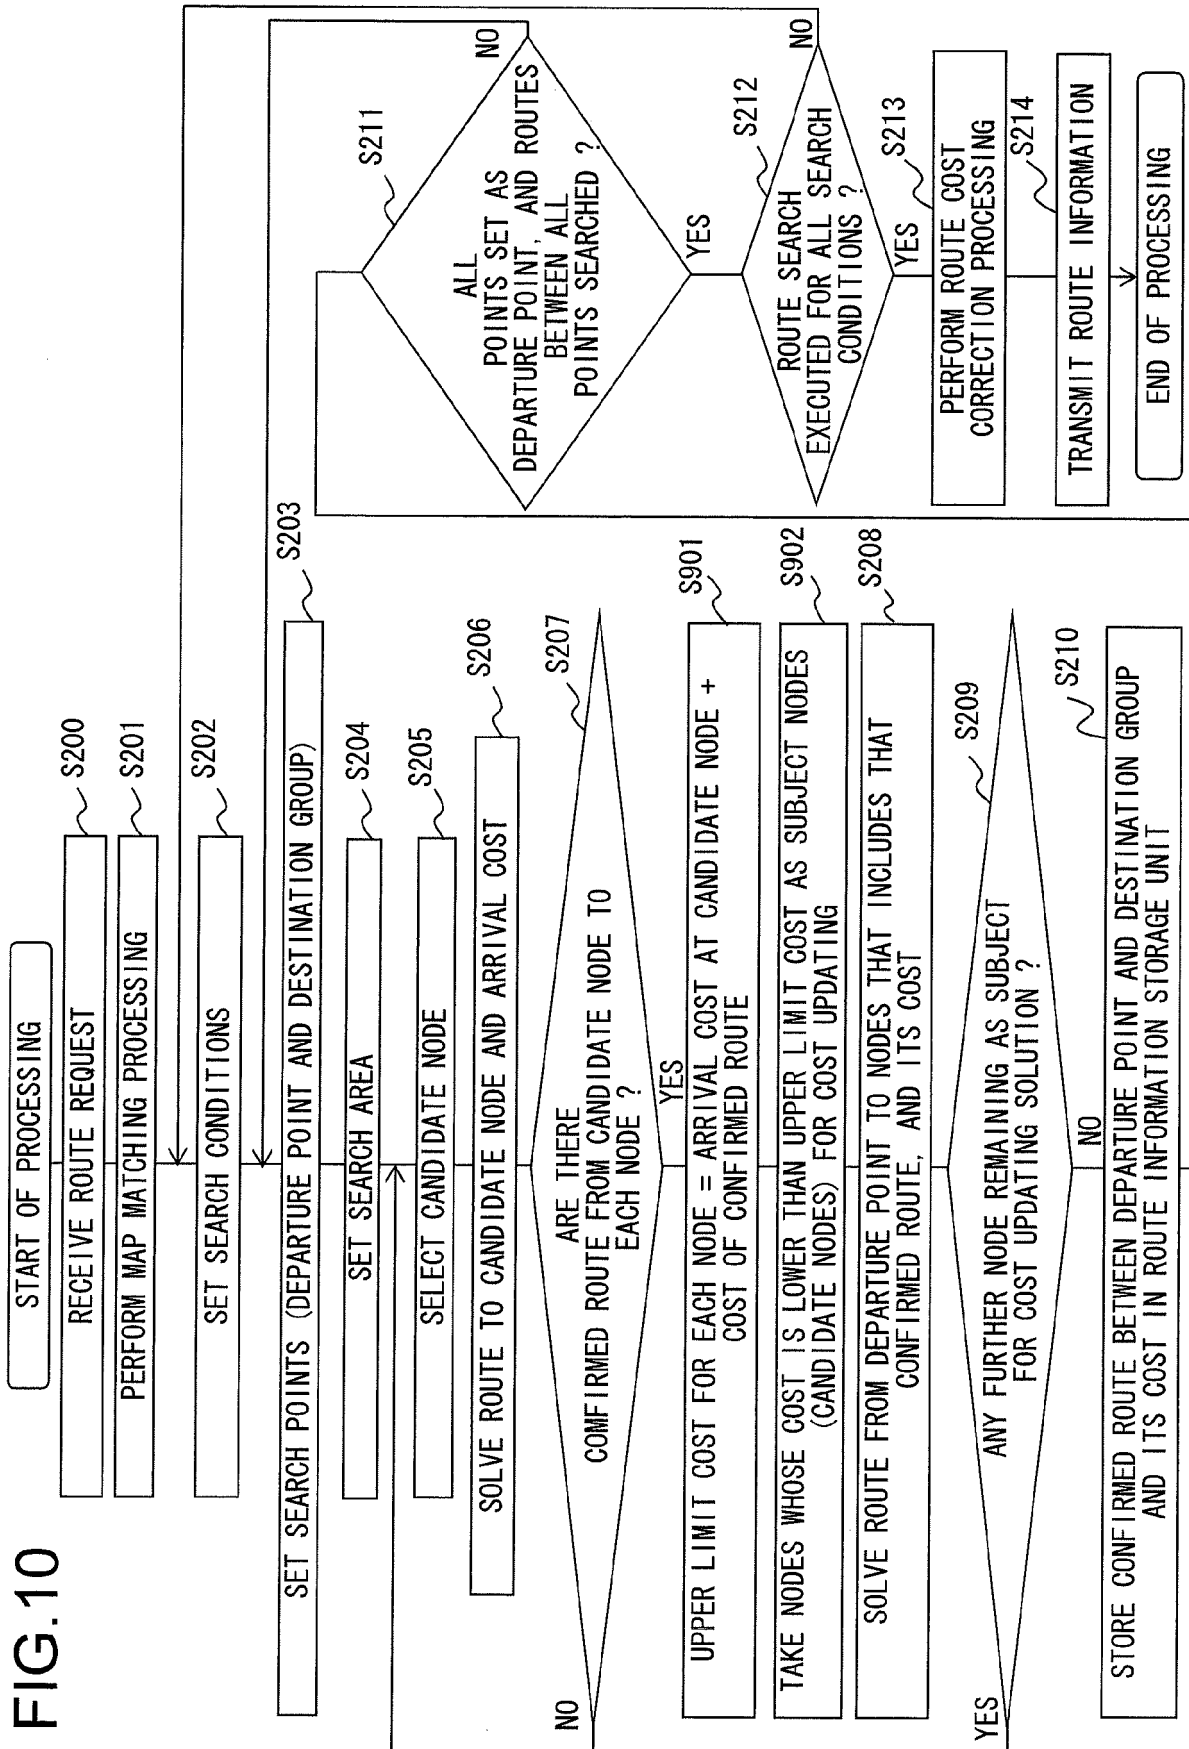 FIG.10
START OF PROCESSING
RECEIVE ROUTE REQUEST
S200
PERFORM MAP MATCHING PROCESSING
S201
SET SEARCH CONDITIONS
S202
SET SEARCH POINTS (DEPARTURE POINT AND DESTINATION GROUP)
S203
SET SEARCH AREA
S204
SELECT CANDIDATE NODE
S205
SOLVE ROUTE TO CANDIDATE NODE AND ARRIVAL COST
S206
ARE THERE
COMFIRMED ROUTE FROM CANDIDATE NODE TO
EACH NODE ?
S207
NO
YES
UPPER LIMIT COST FOR EACH NODE = ARRIVAL COST AT CANDIDATE NODE +
COST OF CONFIRMED ROUTE
S901
TAKE NODES WHOSE COST IS LOWER THAN UPPER LIMIT COST AS SUBJECT NODES
(CANDIDATE NODES) FOR COST UPDATING
S902
SOLVE ROUTE FROM DEPARTURE POINT TO NODES THAT INCLUDES THAT
CONFIRMED ROUTE, AND ITS COST
S208
ANY FURTHER NODE REMAINING AS SUBJECT
FOR COST UPDATING SOLUTION ?
S209
YES
NO
STORE CONFIRMED ROUTE BETWEEN DEPARTURE POINT AND DESTINATION GROUP
AND ITS COST IN ROUTE INFORMATION STORAGE UNIT
S210
ALL
POINTS SET AS
DEPARTURE POINT, AND ROUTES
BETWEEN ALL
POINTS SEARCHED ?
S211
NO
YES
ROUTE SEARCH
EXECUTED FOR ALL SEARCH
CONDITIONS ?
S212
NO
YES
PERFORM ROUTE COST
CORRECTION PROCESSING
S213
TRANSMIT ROUTE INFORMATION
S214
END OF PROCESSING